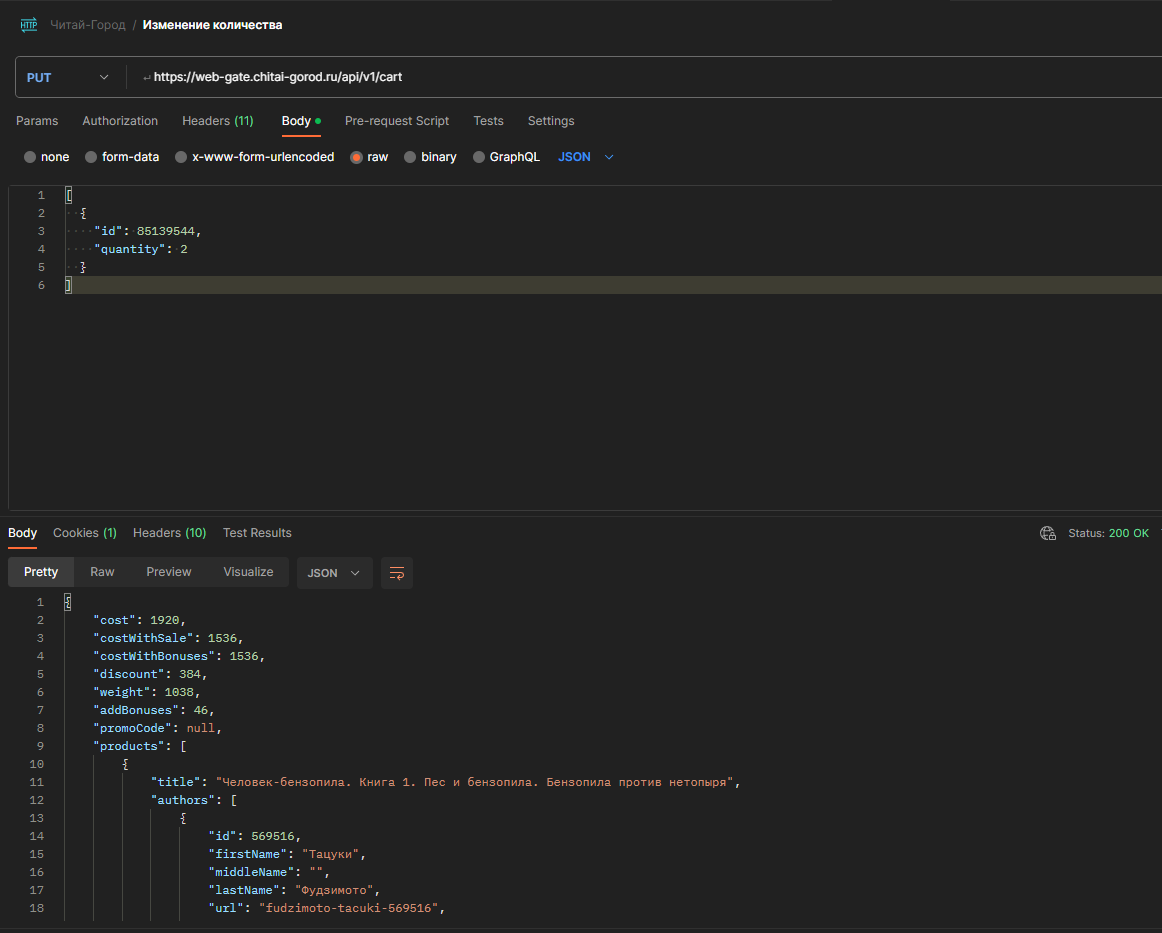 HTTP Читай-Город / Изменение количества
PUT https://web-gate.chitai-gorod.ru/api/v1/cart
Params Authorization Headers (11) Body Pre-request Script Tests Settings
none form-data x-www-form-urlencoded raw binary GraphQL JSON
1 [
2 {
3 "id": 85139544,
4 "quantity": 2
5 }
6 ]
Body Cookies (1) Headers (10) Test Results Status: 200 OK
Pretty Raw Preview Visualize JSON
1 {
2 "cost": 1920,
3 "costWithSale": 1536,
4 "costWithBonuses": 1536,
5 "discount": 384,
6 "weight": 1038,
7 "addBonuses": 46,
8 "promoCode": null,
9 "products": [
10 {
11 "title": "Человек-бензопила. Книга 1. Пес и бензопила. Бензопила против нетопыря",
12 "authors": [
13 {
14 "id": 569516,
15 "firstName": "Тацуки",
16 "middleName": "",
17 "lastName": "Фудзимото",
18 "url": "fudzimoto-tacuki-569516",